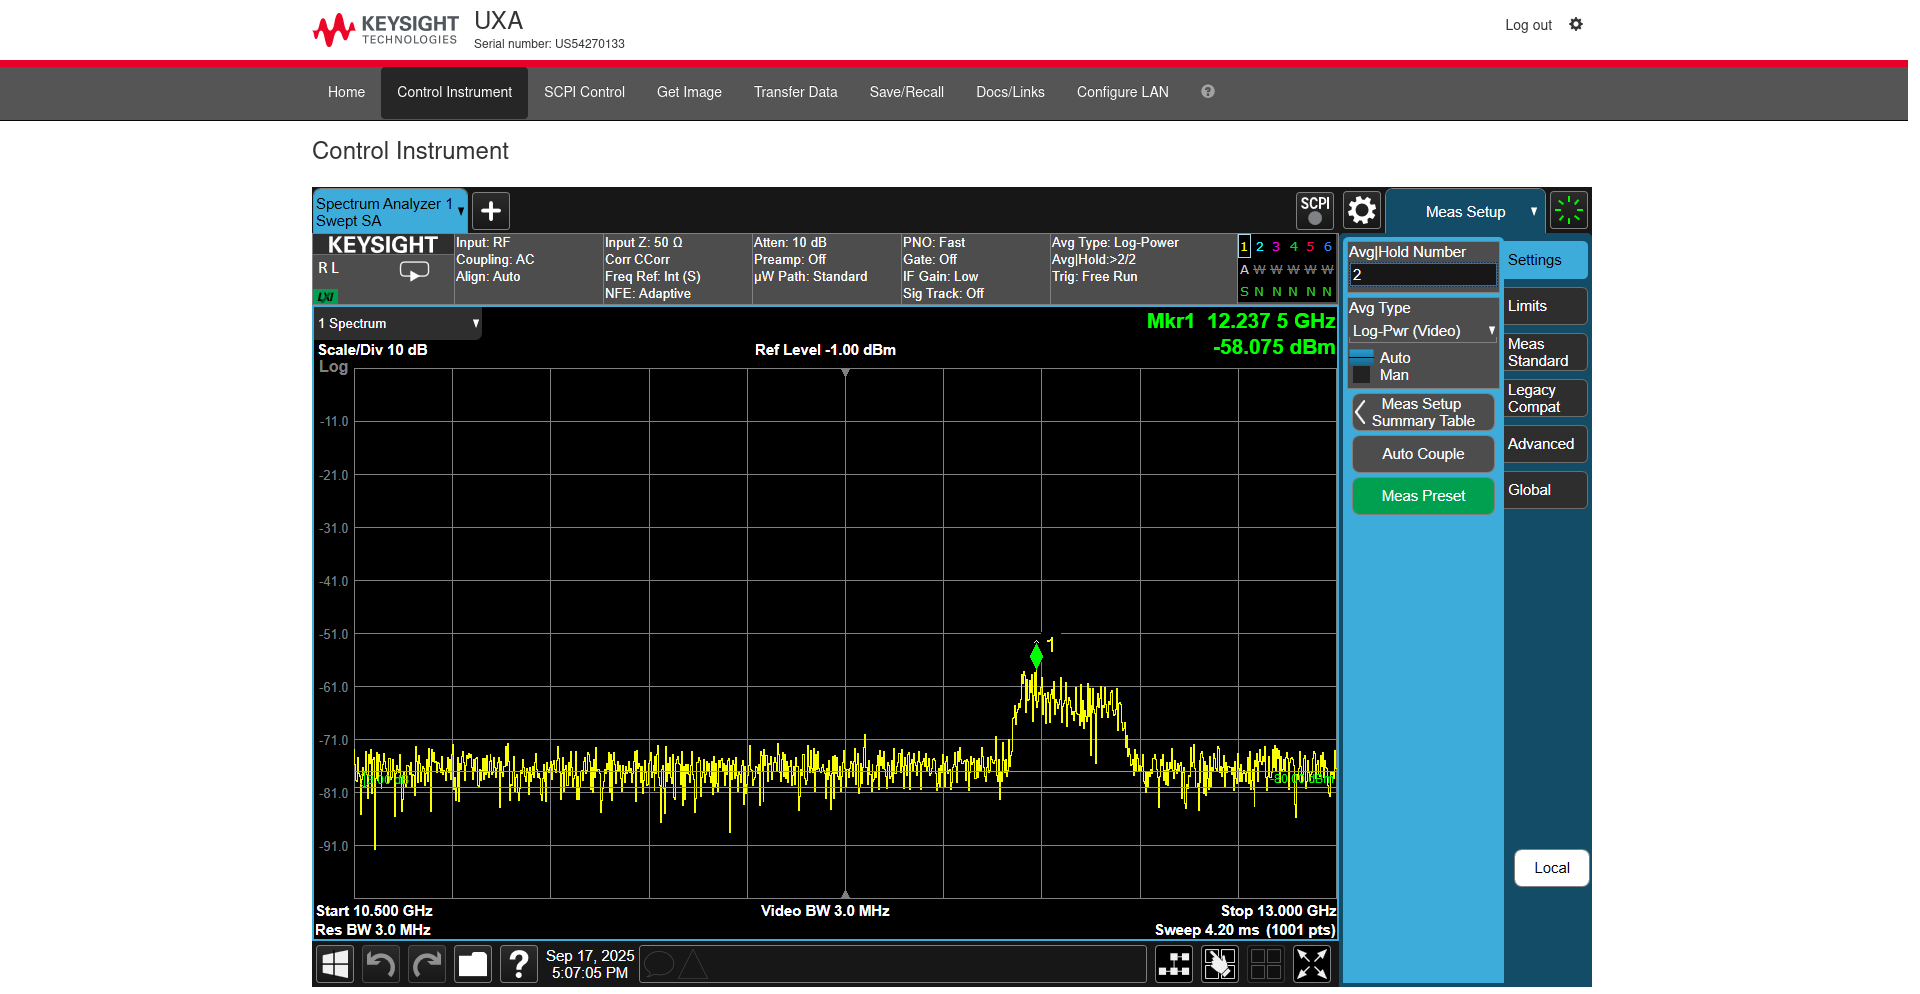 KEYSIGHT
TECHNOLOGIES
UXA
Serial number: US54270133
Log out
Home
Control Instrument
SCPI Control
Get Image
Transfer Data
Save/Recall
Docs/Links
Configure LAN
?
Control Instrument
Spectrum Analyzer 1
Swept SA
SCPI
Meas Setup
KEYSIGHT
R L
LXI
Input: RF
Coupling: AC
Align: Auto
Input Z: 50 Ω
Corr CCorr
Freq Ref: Int (S)
NFE: Adaptive
Atten: 10 dB
Preamp: Off
µW Path: Standard
PNO: Fast
Gate: Off
IF Gain: Low
Sig Track: Off
Avg Type: Log-Power
Avg|Hold:>2/2
Trig: Free Run
1 2 3 4 5 6
A W W W W W
S N N N N N
1 Spectrum
Mkr1 12.237 5 GHz
-58.075 dBm
Scale/Div 10 dB
Ref Level -1.00 dBm
Log
-11.0
-21.0
-31.0
-41.0
-51.0
1
-61.0
-71.0
-81.0
-91.0
Start 10.500 GHz
Video BW 3.0 MHz
Stop 13.000 GHz
Res BW 3.0 MHz
Sweep 4.20 ms (1001 pts)
Avg|Hold Number
2
Avg Type
Log-Pwr (Video)
Auto
Man
Meas Setup
Summary Table
Auto Couple
Meas Preset
Settings
Limits
Meas
Standard
Legacy
Compat
Advanced
Global
Local
?
Sep 17, 2025
5:07:05 PM